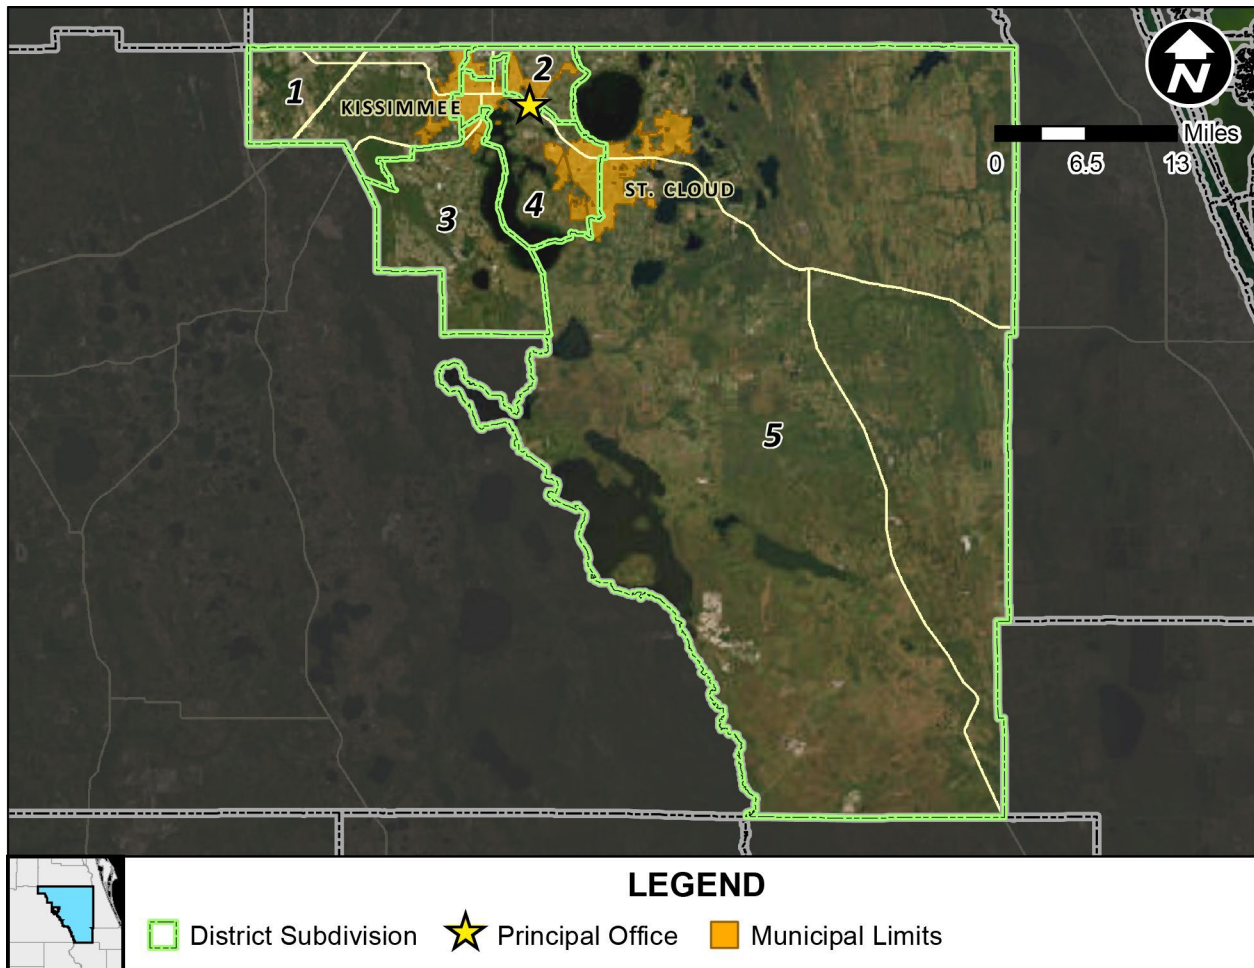 N
Miles
0 6.5 13
1
2
KISSIMMEE
ST. CLOUD
4
3
5
LEGEND
District Subdivision
Principal Office
Municipal Limits